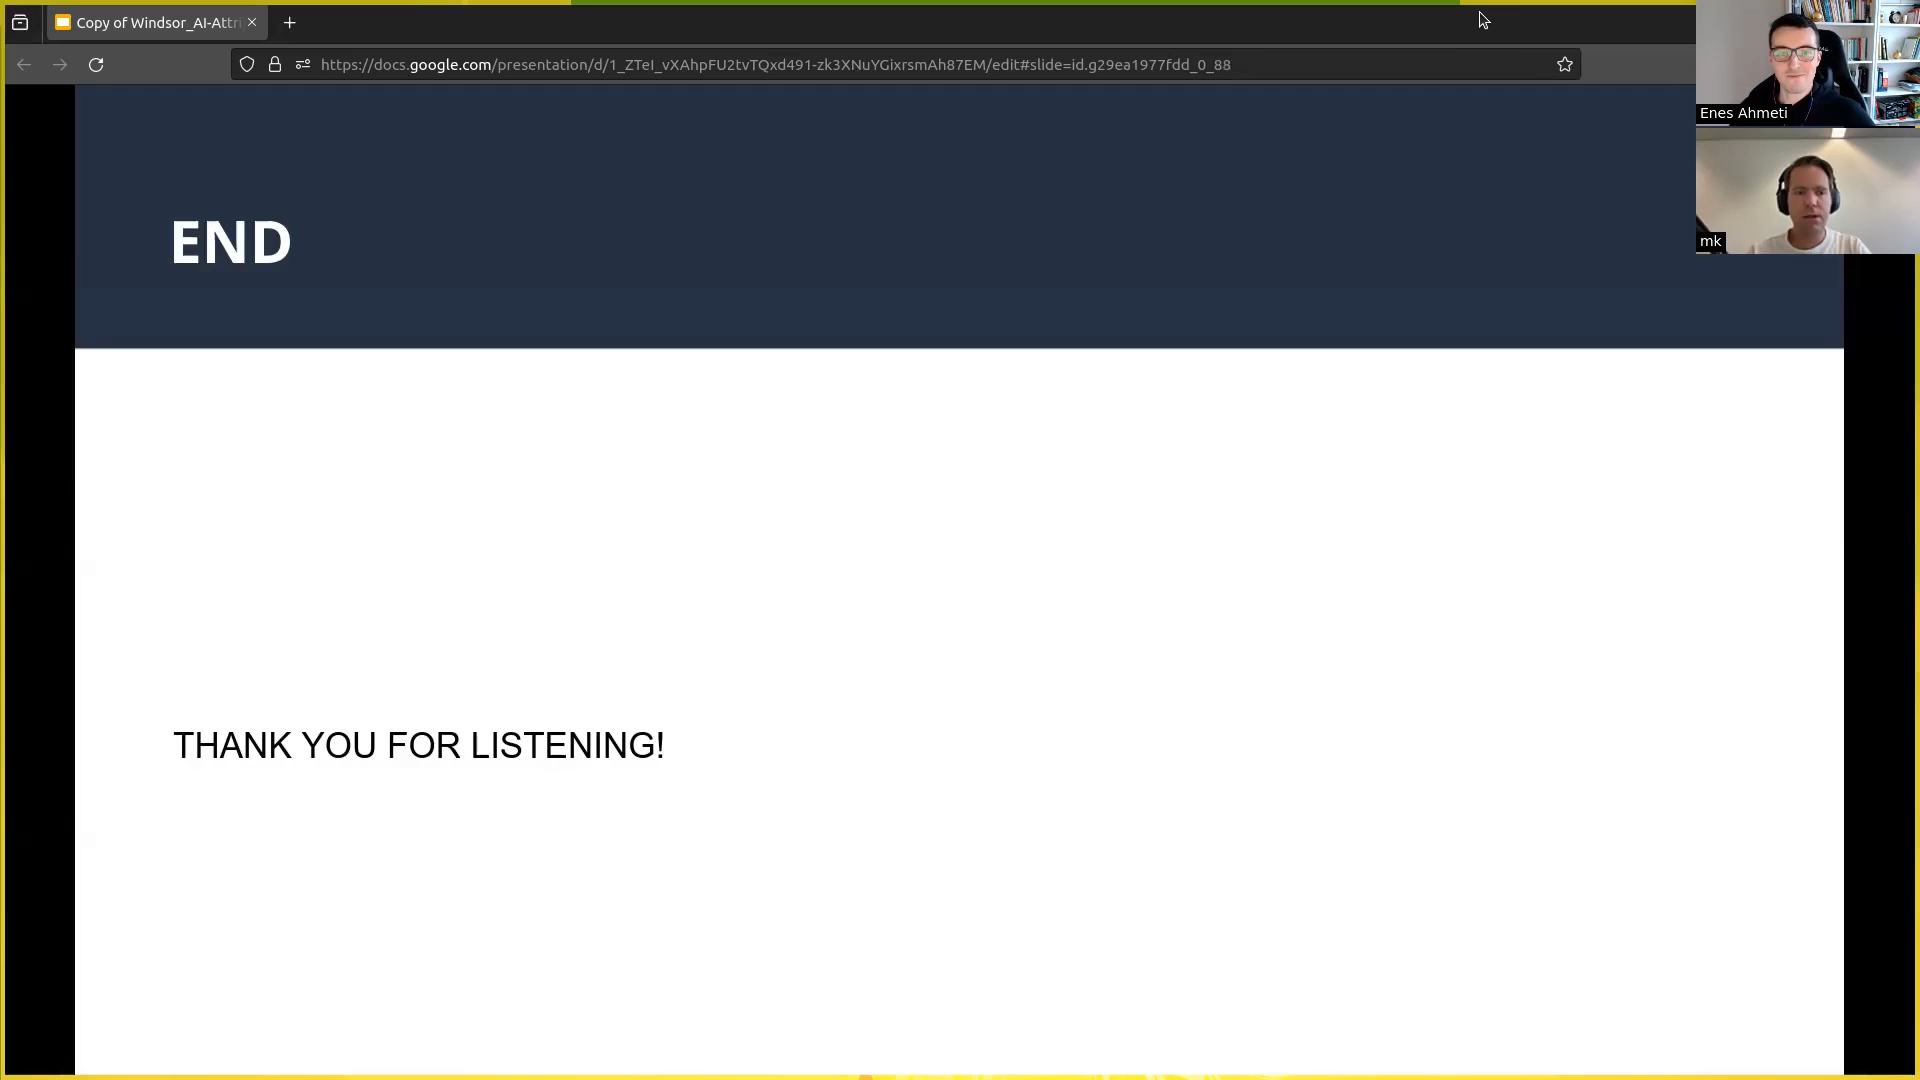 Copy of Windsor_AI-Attri
https://docs.google.com/presentation/d/1_ZTeI_vXAhpFU2tvTQxd491-zk3XNuYGixrsmAh87EM/edit#slide=id.g29ea1977fdd_0_88
Enes Ahmeti
mk
END
THANK YOU FOR LISTENING!